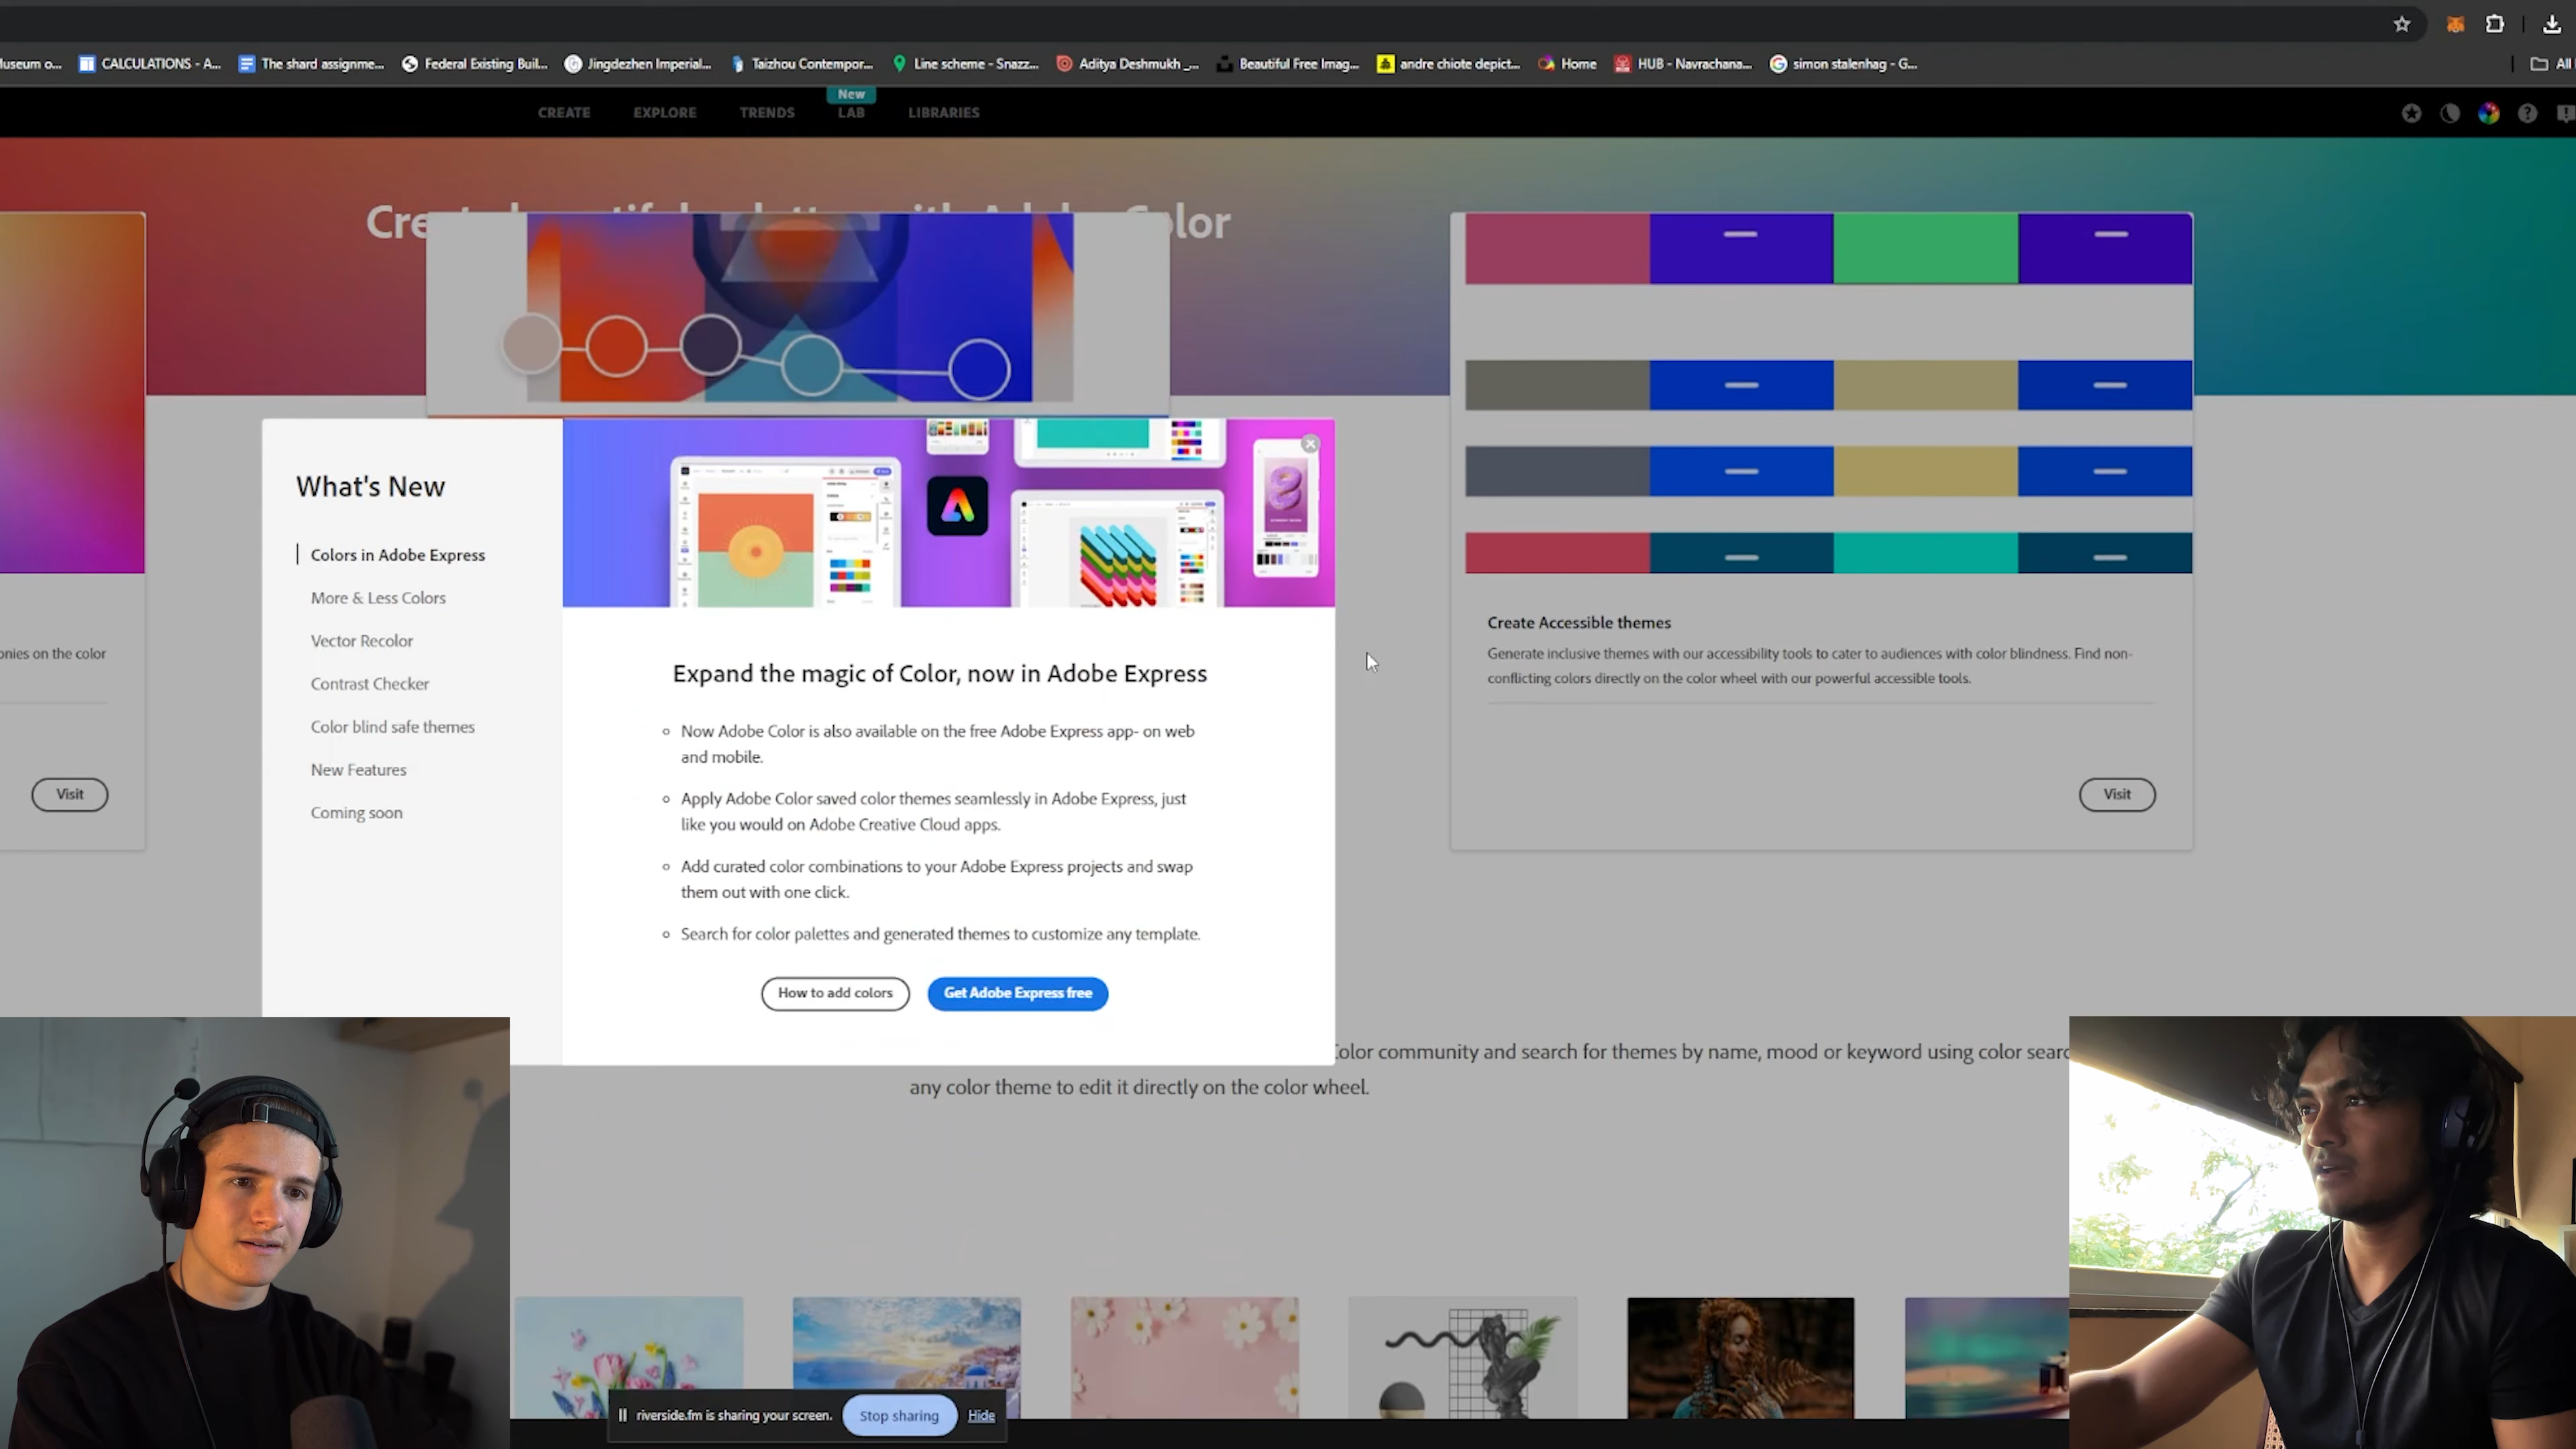 Museum o...
CALCULATIONS - A...
The shard assignme...
Federal Existing Buil...
Jingdezhen Imperial...
Taizhou Contempor...
Line scheme - Snazz...
Aditya Deshmukh _...
Beautiful Free Imag...
andre chiote depict...
Home
HUB - Navrachana...
simon stalenhag - G...
All
New
CREATE
EXPLORE
TRENDS
LAB
LIBRARIES
What's New
Colors in Adobe Express
More & Less Colors
Vector Recolor
Contrast Checker
Color blind safe themes
New Features
Coming soon
Expand the magic of Color, now in Adobe Express
Now Adobe Color is also available on the free Adobe Express app- on web
and mobile.
Apply Adobe Color saved color themes seamlessly in Adobe Express, just
like you would on Adobe Creative Cloud apps.
Add curated color combinations to your Adobe Express projects and swap
them out with one click.
Search for color palettes and generated themes to customize any template.
How to add colors
Get Adobe Express free
onies on the color
Visit
Create Accessible themes
Generate inclusive themes with our accessibility tools to cater to audiences with color blindness. Find non-
conflicting colors directly on the color wheel with our powerful accessible tools.
Visit
Color community and search for themes by name, mood or keyword using color searc
any color theme to edit it directly on the color wheel.
riverside.fm is sharing your screen.
Stop sharing
Hide